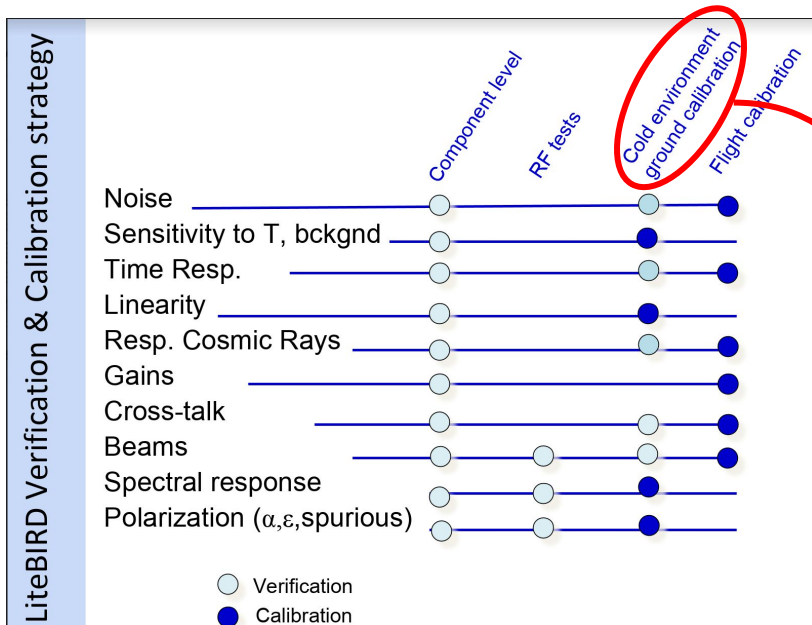 LiteBIRD Verification & Calibration strategy
Component level
RF tests
Cold environment
ground calibration
Flight calibration
Noise
Sensitivity to T, bckgnd
Time Resp.
Linearity
Resp. Cosmic Rays
Gains
Cross-talk
Beams
Spectral response
Polarization (α,ε,spurious)
Verification
Calibration